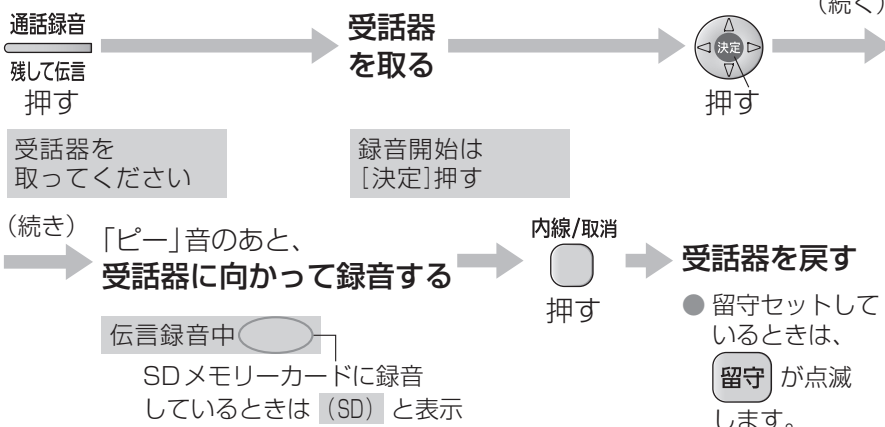 通話録音
残して伝言
押す
受話器
を取る
決定
押す
(続く)
受話器を
取ってください
録音開始は
[決定]押す
(続き)
「ピー」音のあと、
受話器に向かって録音する
伝言録音中
SDメモリーカードに録音
しているときは (SD) と表示
内線/取消
押す
受話器を戻す
● 留守セットして
いるときは、
留守 が点滅
します。